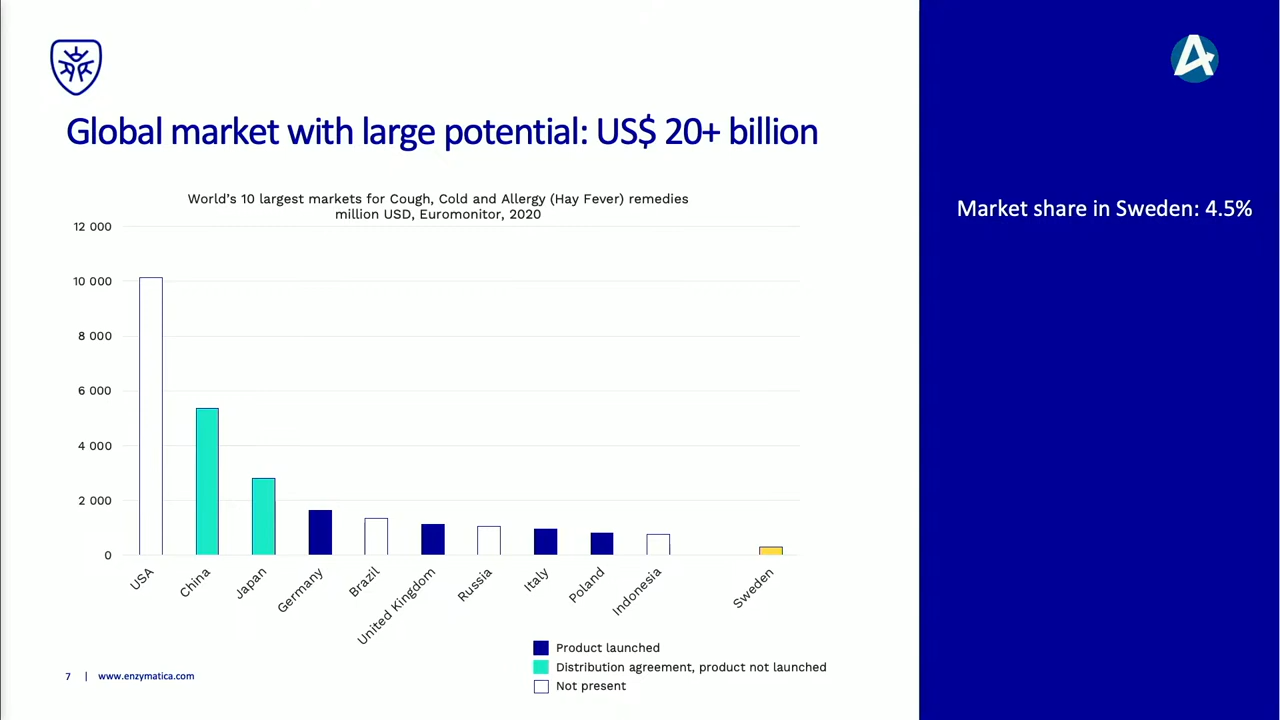 Global market with large potential: US$ 20+ billion
Market share in Sweden: 4.5%
World's 10 largest markets for Cough, Cold and Allergy (Hay Fever) remedies
million USD, Euromonitor, 2020
12 000
10 000
8 000
6 000
4 000
2 000
0
USA
China
Japan
Germany
Brazil
United Kingdom
Russia
Italy
Poland
Indonesia
Sweden
Product launched
Distribution agreement, product not launched
Not present
7 | www.enzymatica.com